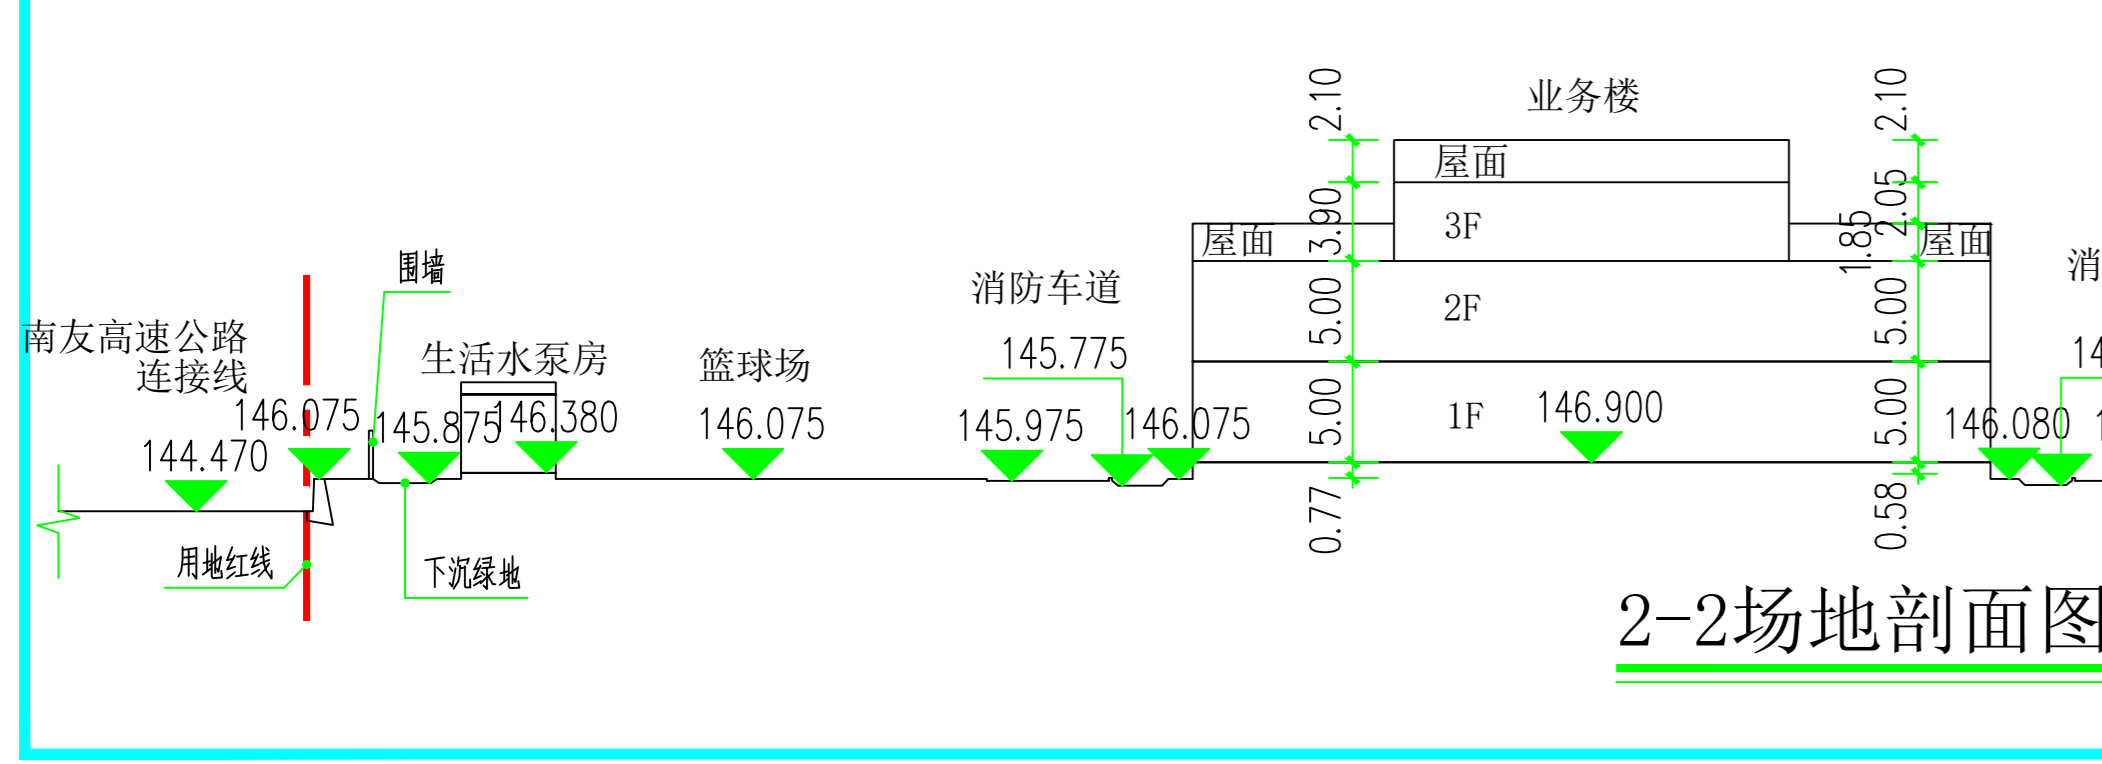 业务楼
2.10
2.10
屋面
3.90
2.05
3F
屋面
1.85
屋面
围墙
消防车道
消
5.00
2F
5.00
南友高速公路
连接线
生活水泵房
篮球场
145.775
14
146.075
145.875
146.380
146.075
145.975
146.075
5.00
1F
146.900
5.00
146.080
144.470
0.77
0.58
用地红线
下沉绿地
2-2场地剖面图